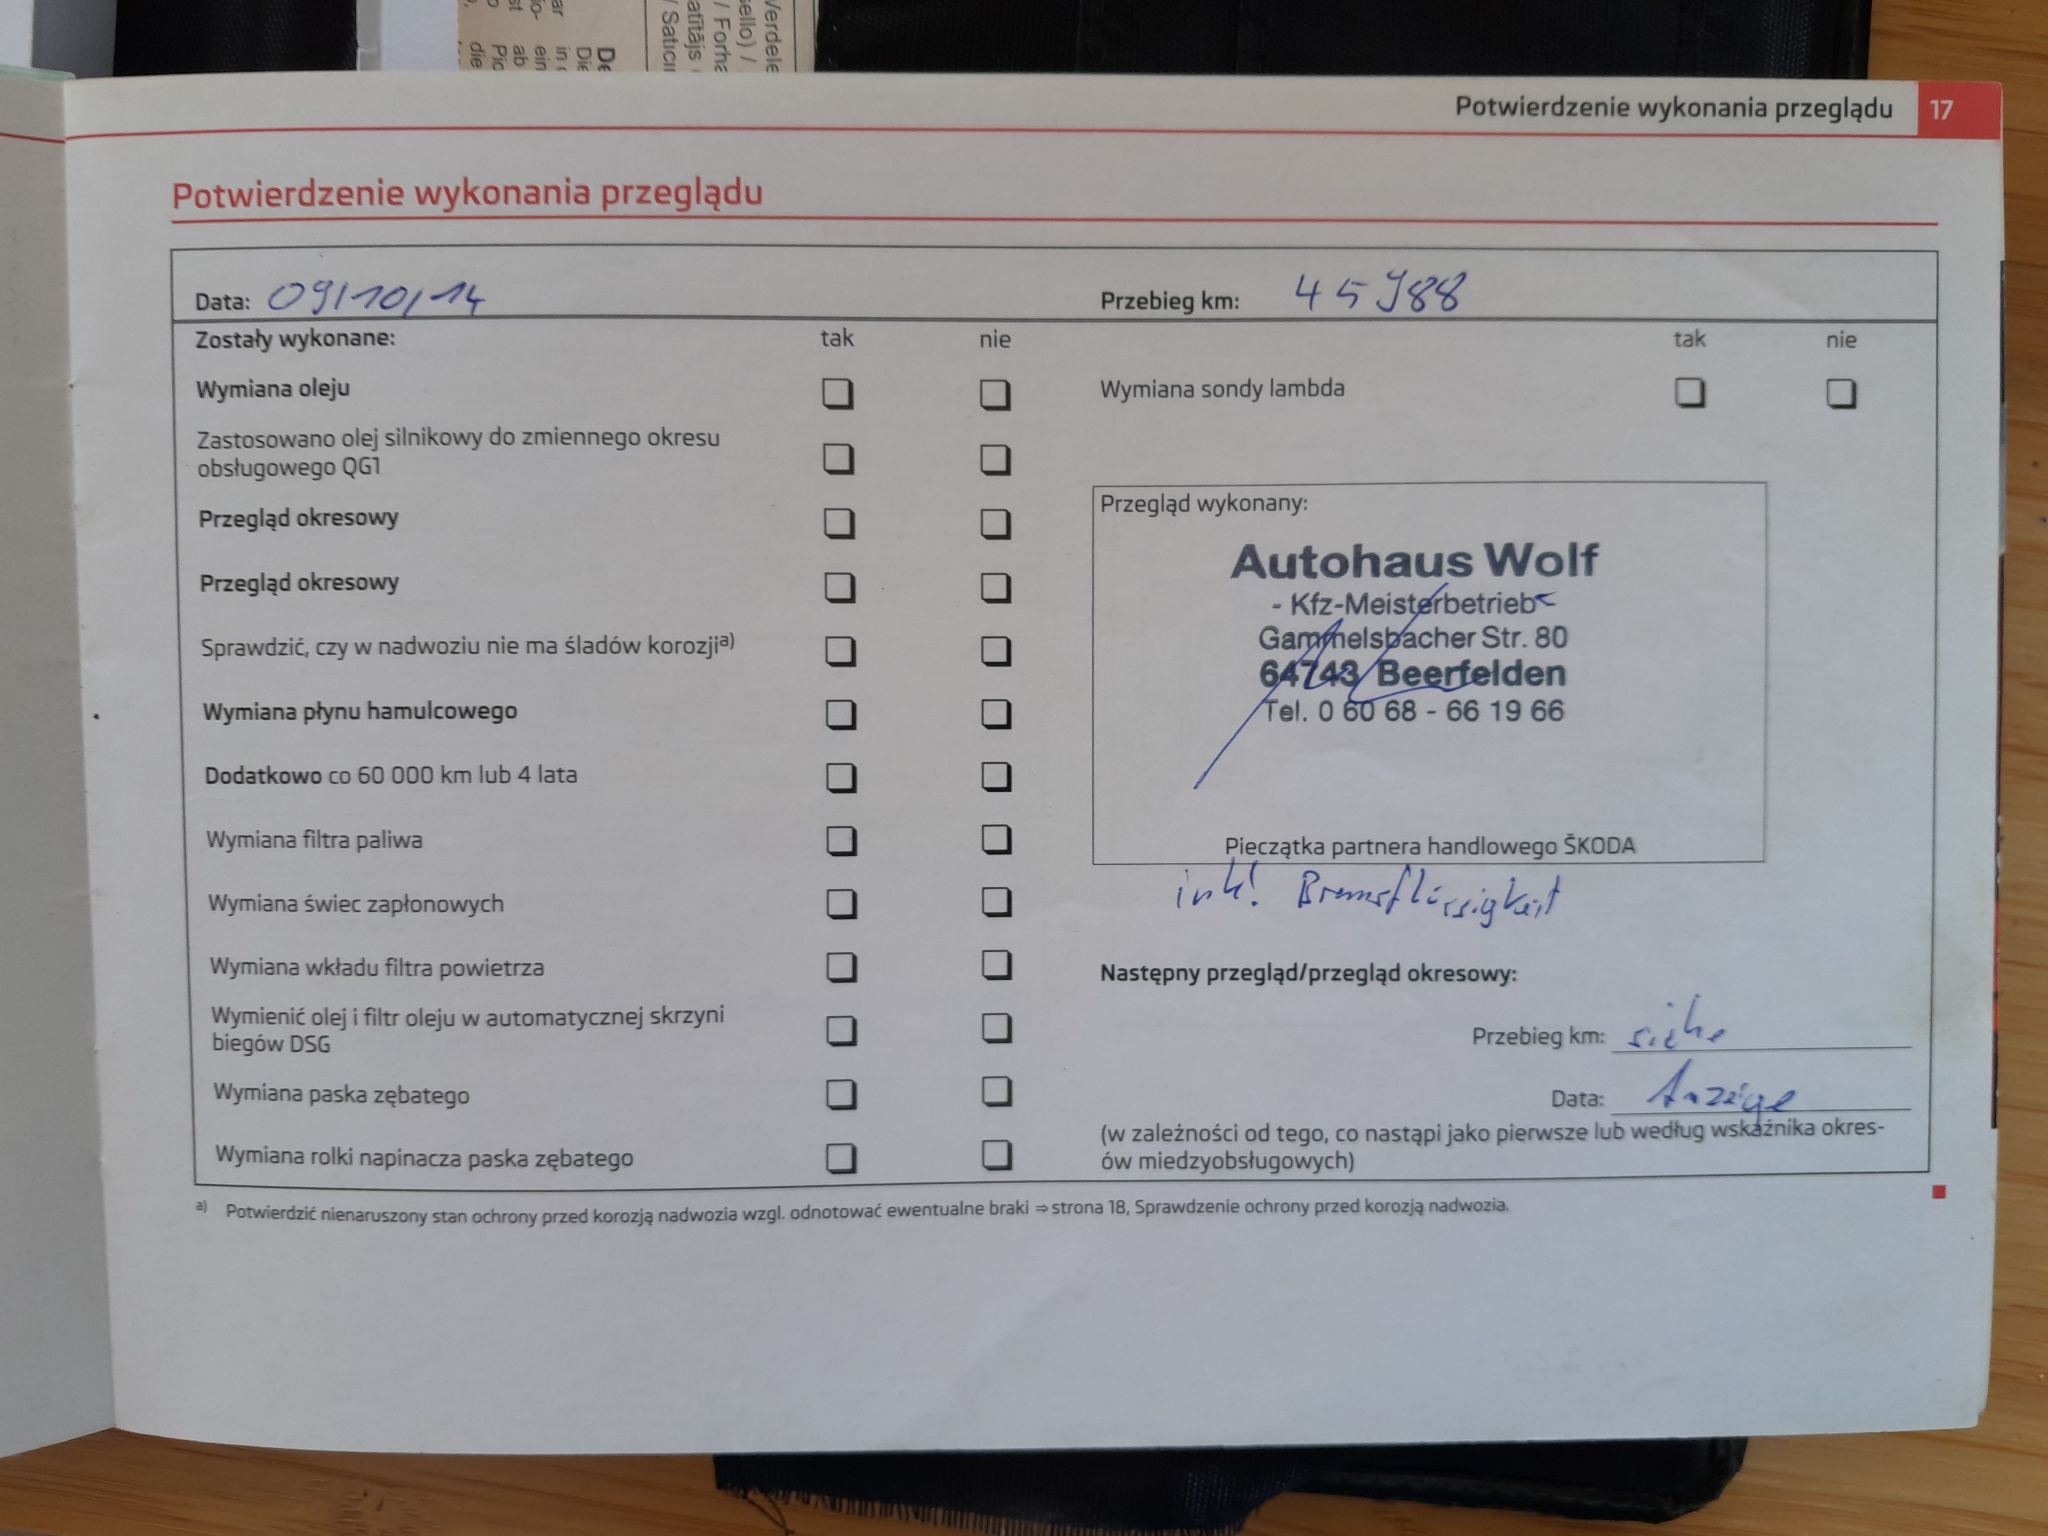 Potwierdzenie wykonania przeglądu 17
Potwierdzenie wykonania przeglądu
Data: 09/10/14
Przebieg km: 45988
Zostały wykonane: tak nie
Wymiana oleju
Zastosowano olej silnikowy do zmiennego okresu
obsługowego QG1
Przegląd okresowy
Przegląd okresowy
Sprawdzić, czy w nadwoziu nie ma śladów korozjia)
Wymiana płynu hamulcowego
Dodatkowo co 60 000 km lub 4 lata
Wymiana filtra paliwa
Wymiana świec zapłonowych
Wymiana wkładu filtra powietrza
Wymienić olej i filtr oleju w automatycznej skrzyni
biegów DSG
Wymiana paska zębatego
Wymiana rolki napinacza paska zębatego
tak nie
Wymiana sondy lambda
Przegląd wykonany:
Autohaus Wolf
- Kfz-Meisterbetrieb -
Gammelsbacher Str. 80
64743 Beerfelden
Tel. 0 60 68 - 66 19 66
Pieczątka partnera handlowego ŠKODA
inkl. Bremsflüssigkeit
Następny przegląd/przegląd okresowy:
Przebieg km: siehe
Data: Anzeige
(w zależności od tego, co nastąpi jako pierwsze lub według wskaźnika okres-
ów miedzyobsługowych)
a) Potwierdzić nienaruszony stan ochrony przed korozją nadwozia wzgl. odnotować ewentualne braki ⇒ strona 18, Sprawdzenie ochrony przed korozją nadwozia.